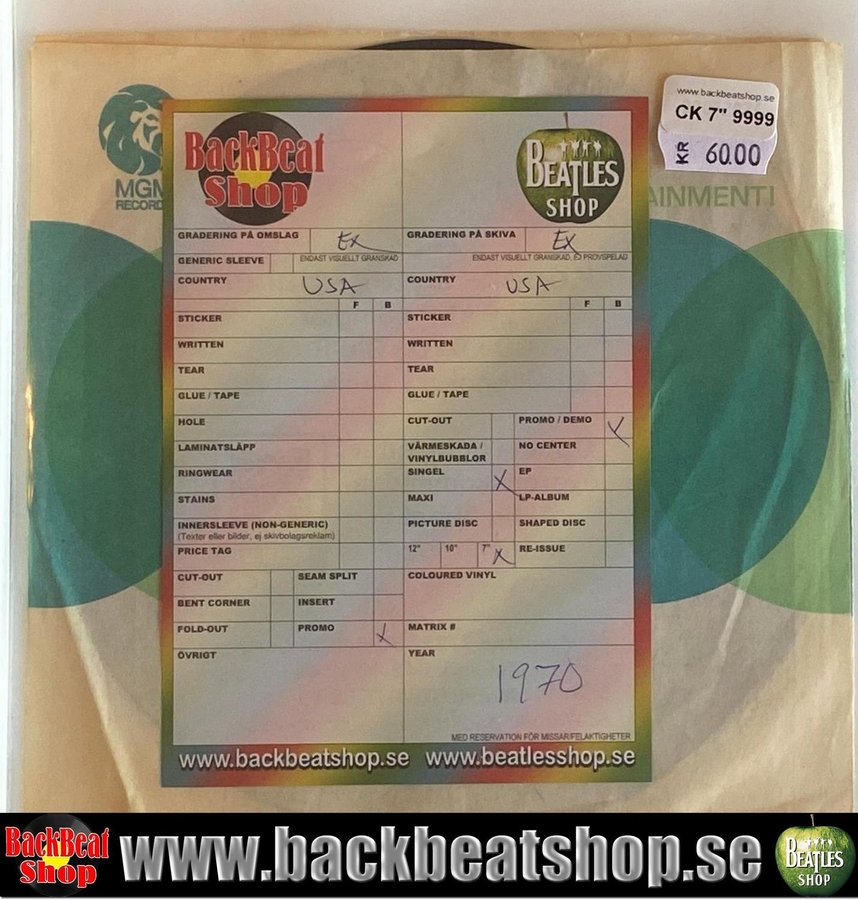 www.backbeatshop.se
CK 7" 9999
KR 60.00
MGM
RECORD
AINMENT!
BackBeat
Shop
BEATLES
SHOP
GRADERING PÅ OMSLAG Ex
GRADERING PÅ SKIVA Ex
GENERIC SLEEVE
ENDAST VISUELLT GRANSKAD
ENDAST VISUELLT GRANSKAD, EJ PROVSPELAD
COUNTRY USA
COUNTRY USA
F B
F B
STICKER
STICKER
WRITTEN
WRITTEN
TEAR
TEAR
GLUE / TAPE
GLUE / TAPE
HOLE
CUT-OUT
PROMO / DEMO X
LAMINATSLÄPP
VÄRMESKADA /
VINYLBUBBLOR
NO CENTER
RINGWEAR
SINGEL X
EP
STAINS
MAXI
LP-ALBUM
INNERSLEEVE (NON-GENERIC)
(Texter eller bilder, ej skivbolagsreklam)
PICTURE DISC
SHAPED DISC
PRICE TAG
12" 10" 7" X
RE-ISSUE
CUT-OUT
SEAM SPLIT
COLOURED VINYL
BENT CORNER
INSERT
FOLD-OUT
PROMO X
MATRIX #
ÖVRIGT
YEAR
1970
MED RESERVATION FÖR MISSAR/FELAKTIGHETER
www.backbeatshop.se www.beatlesshop.se
BackBeat
Shop
www.backbeatshop.se
BEATLES
SHOP